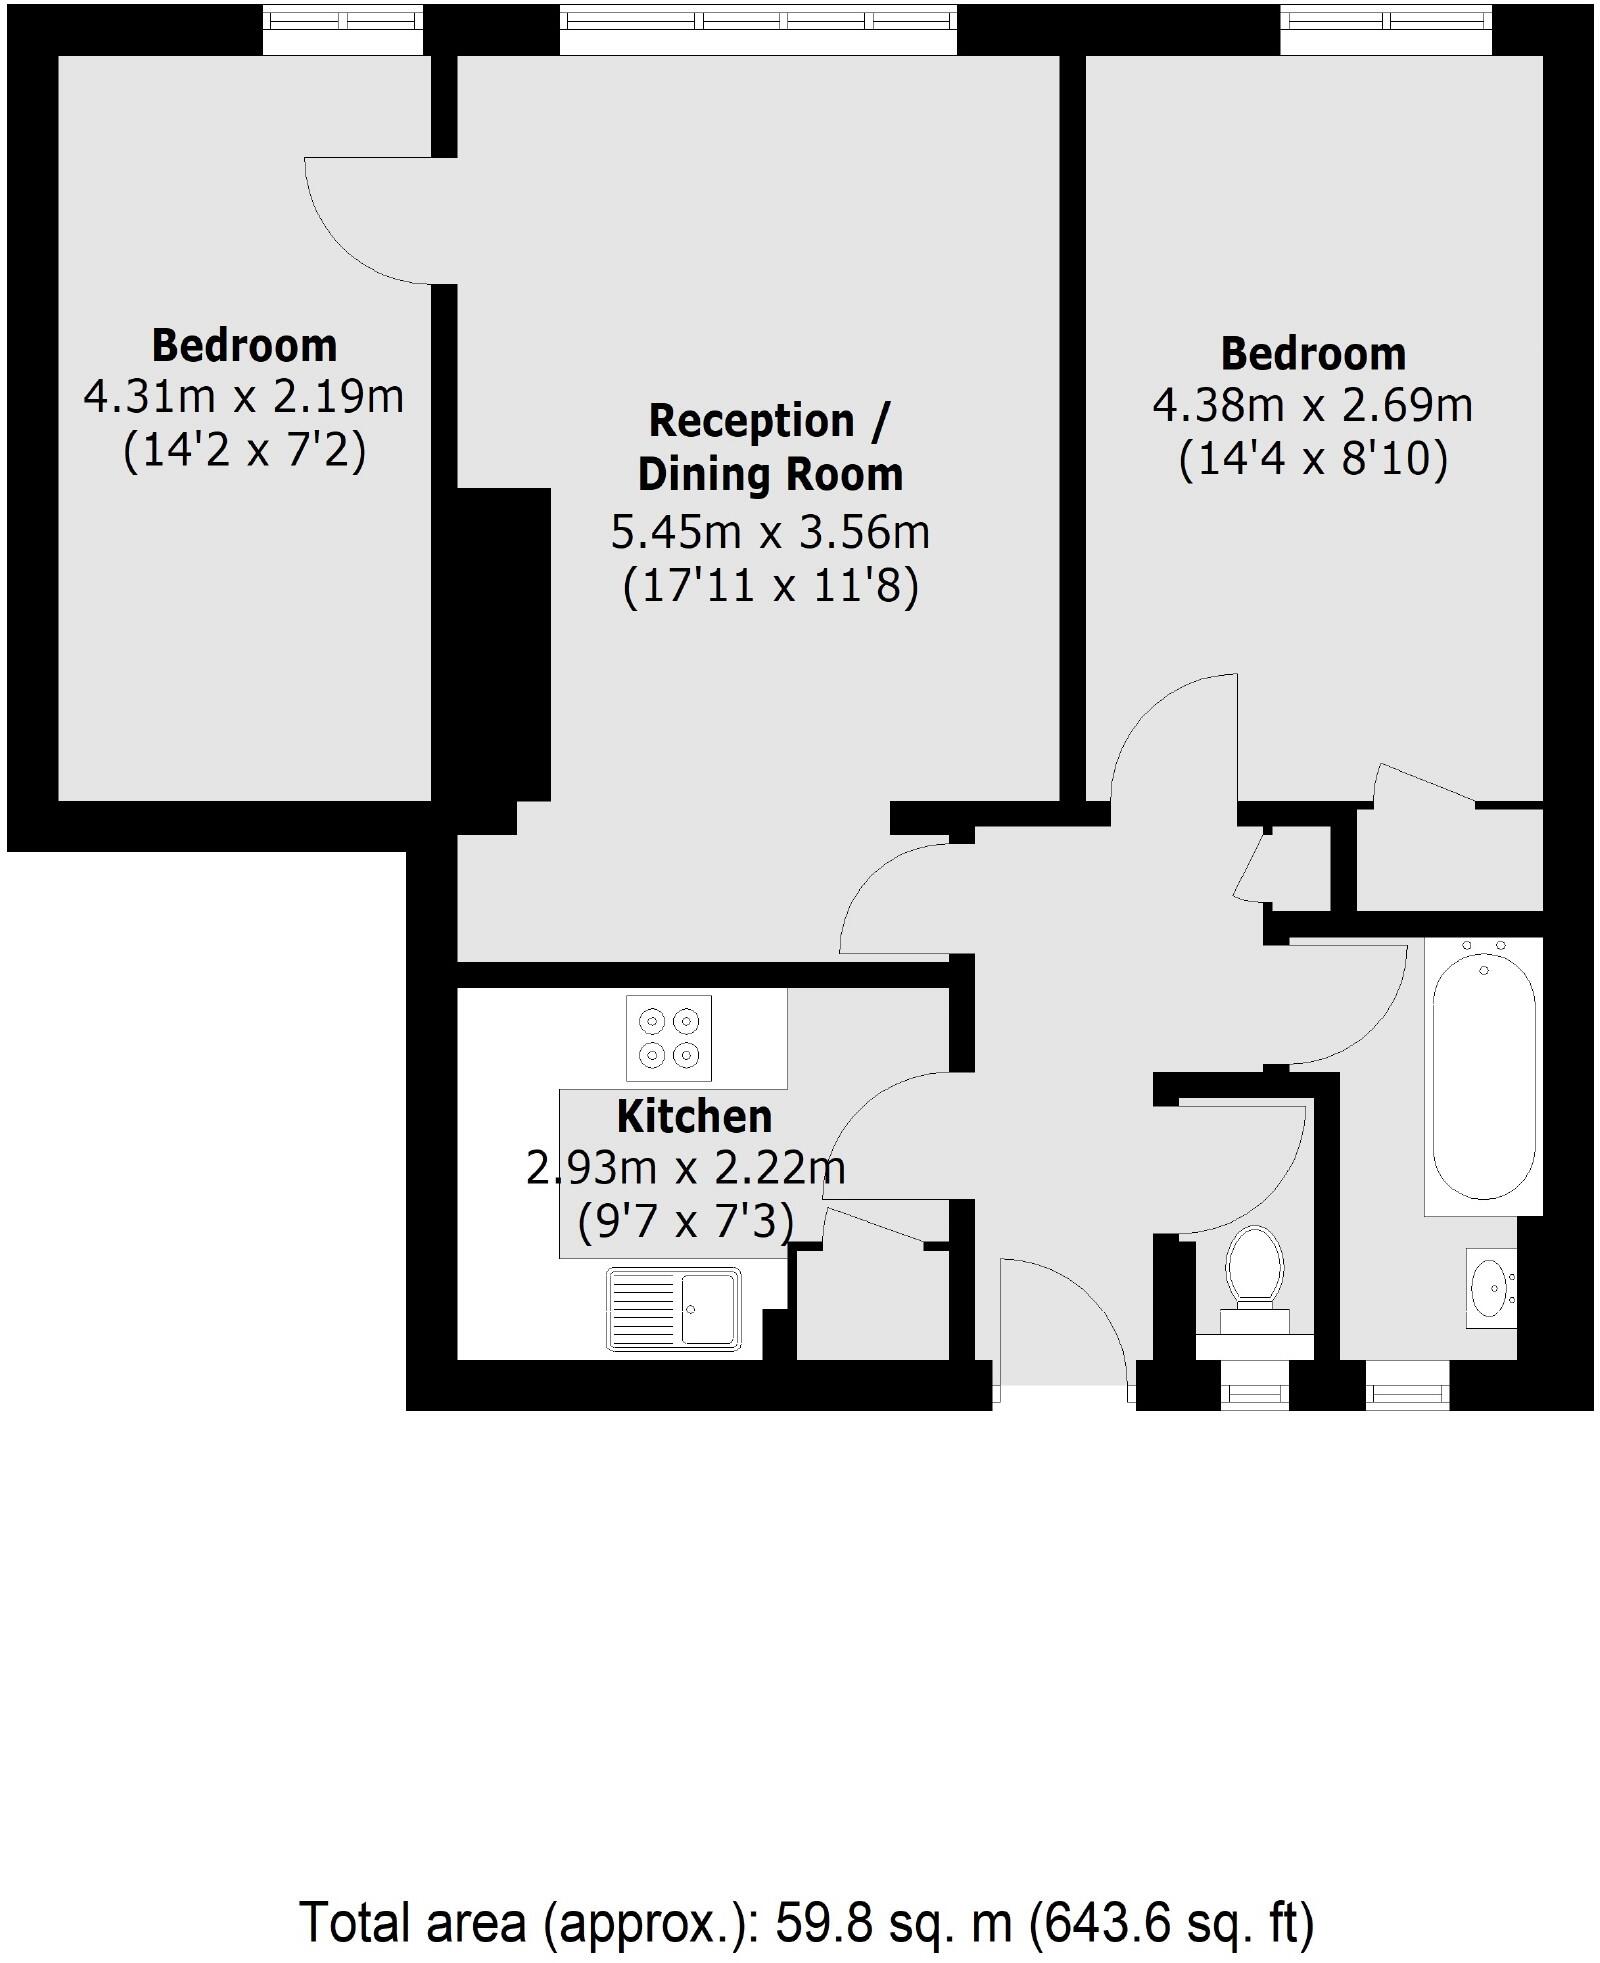 Bedroom
4.31m x 2.19m
(14'2 x 7'2)
Reception /
Dining Room
5.45m x 3.56m
(17'11 x 11'8)
Bedroom
4.38m x 2.69m
(14'4 x 8'10)
Kitchen
2.93m x 2.22m
(9'7 x 7'3)
Total area (approx.): 59.8 sq. m (643.6 sq. ft)